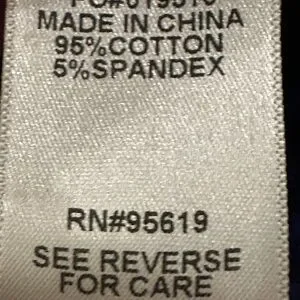 MADE IN CHINA
95%COTTON
5%SPANDEX
RN#95619
SEE REVERSE
FOR CARE